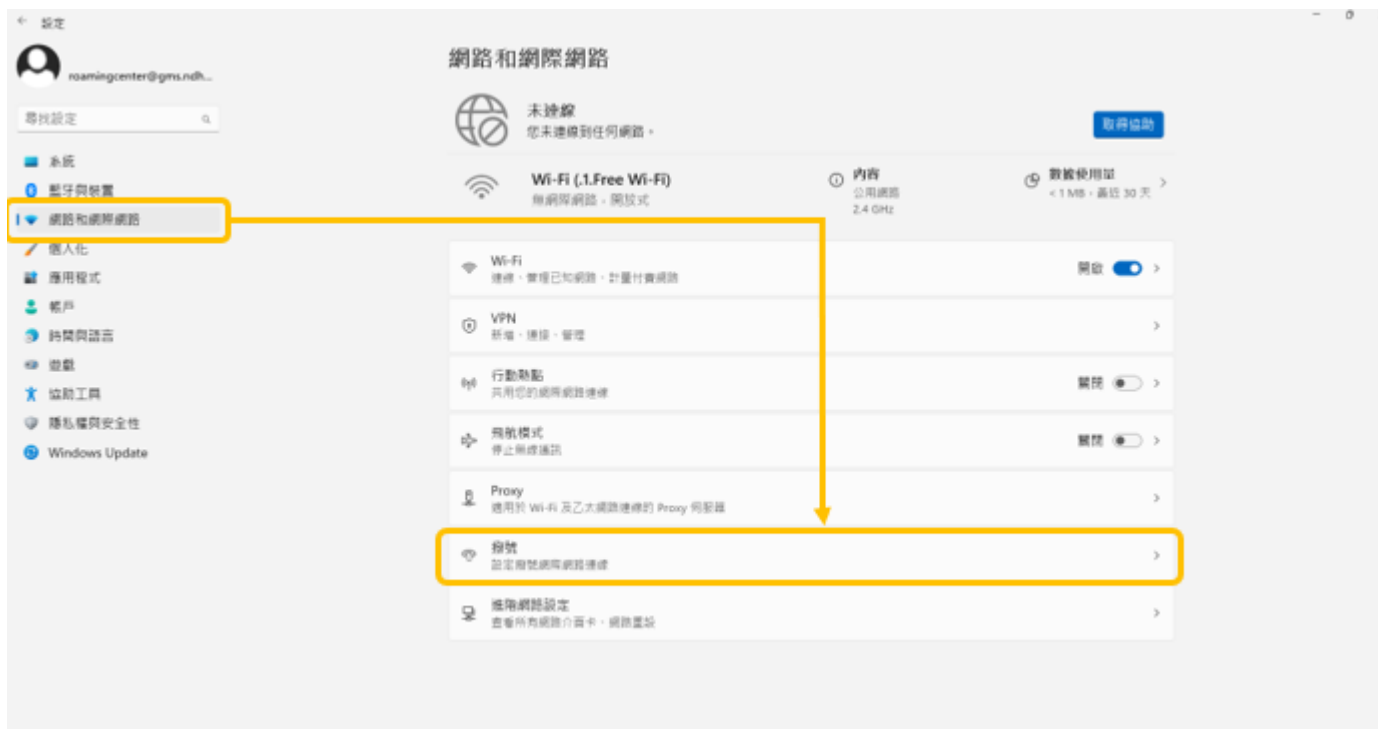 設定
roamingcenter@gms.ndh...
尋找設定
系統
藍牙與裝置
網路和網際網路
個人化
應用程式
帳戶
時間與語言
遊戲
協助工具
隱私權與安全性
Windows Update
網路和網際網路
未連線
您未連線到任何網路。
取得協助
Wi-Fi (.1.Free Wi-Fi)
無網際網路，開放式
內容
公用網路
2.4 GHz
數據使用量
< 1 MB，最近 30 天
Wi-Fi
連線、管理已知網路、計量付費網路
開啟
VPN
新增、連接、管理
行動熱點
共用您的網際網路連線
關閉
飛航模式
停止無線通訊
關閉
Proxy
適用於 Wi-Fi 及乙太網路連線的 Proxy 伺服器
撥號
設定撥號網際網路連線
進階網路設定
查看所有網路介面卡、網路重設